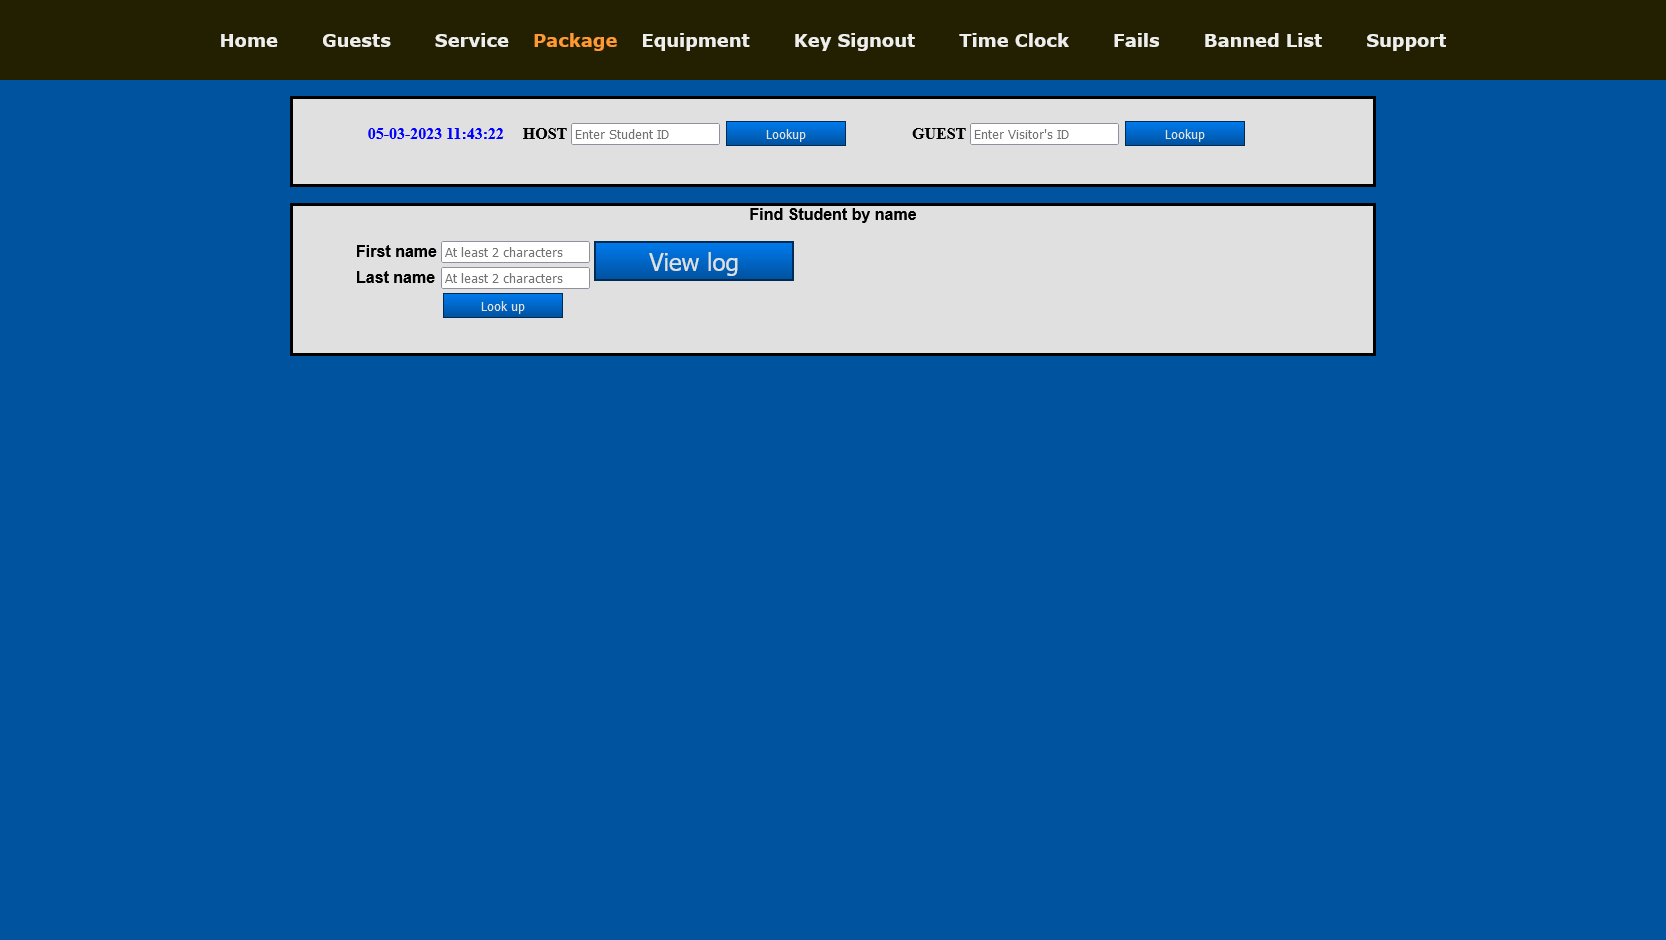 Home Guests Service Package Equipment Key Signout Time Clock Fails Banned List Support
05-03-2023 11:43:22 HOST Enter Student ID Lookup GUEST Enter Visitor's ID Lookup
Find Student by name
First name At least 2 characters View log
Last name At least 2 characters
Look up